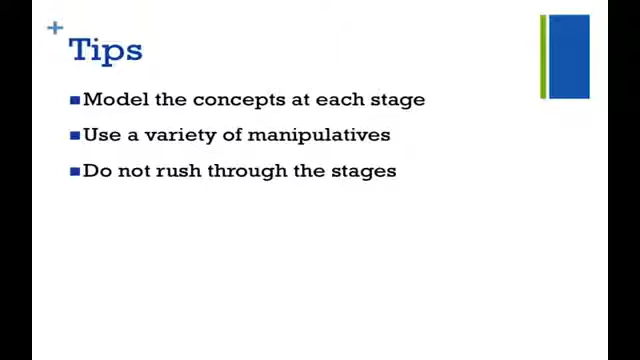 +
Tips
Model the concepts at each stage
Use a variety of manipulatives
Do not rush through the stages